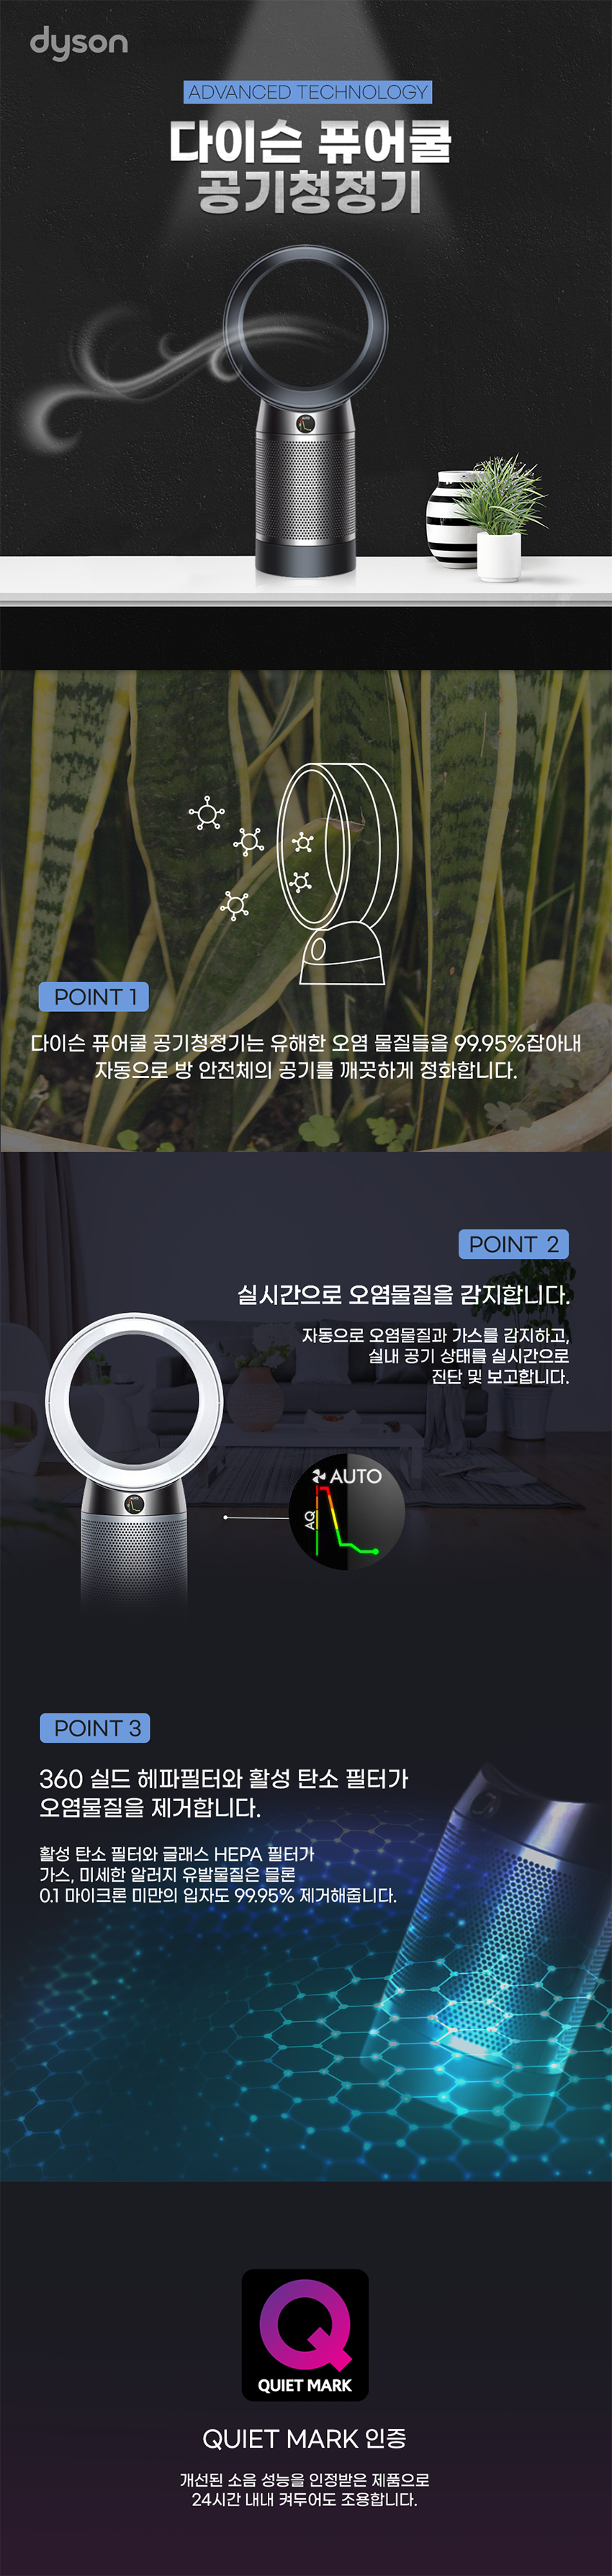 dyson
ADVANCED TECHNOLOGY
다이슨 퓨어쿨
공기청정기
POINT 1
다이슨 퓨어쿨 공기청정기는 유해한 오염 물질들을 99.95%잡아내
자동으로 방 안전체의 공기를 깨끗하게 정화합니다.
POINT 2
실시간으로 오염물질을 감지합니다.
자동으로 오염물질과 가스를 감지하고,
실내 공기 상태를 실시간으로
진단 및 보고합니다.
AUTO
AQ
POINT 3
360 쉴드 헤파필터와 활성 탄소 필터가
오염물질을 제거합니다.
활성 탄소 필터와 글래스 HEPA 필터가
가스, 미세한 알러지 유발물질은 믈론
0.1 마이크론 미만의 입자도 99.95% 제거해줍니다.
QUIET MARK
QUIET MARK 인증
개선된 소음 성능을 인정받은 제품으로
24시간 내내 켜두어도 조용합니다.